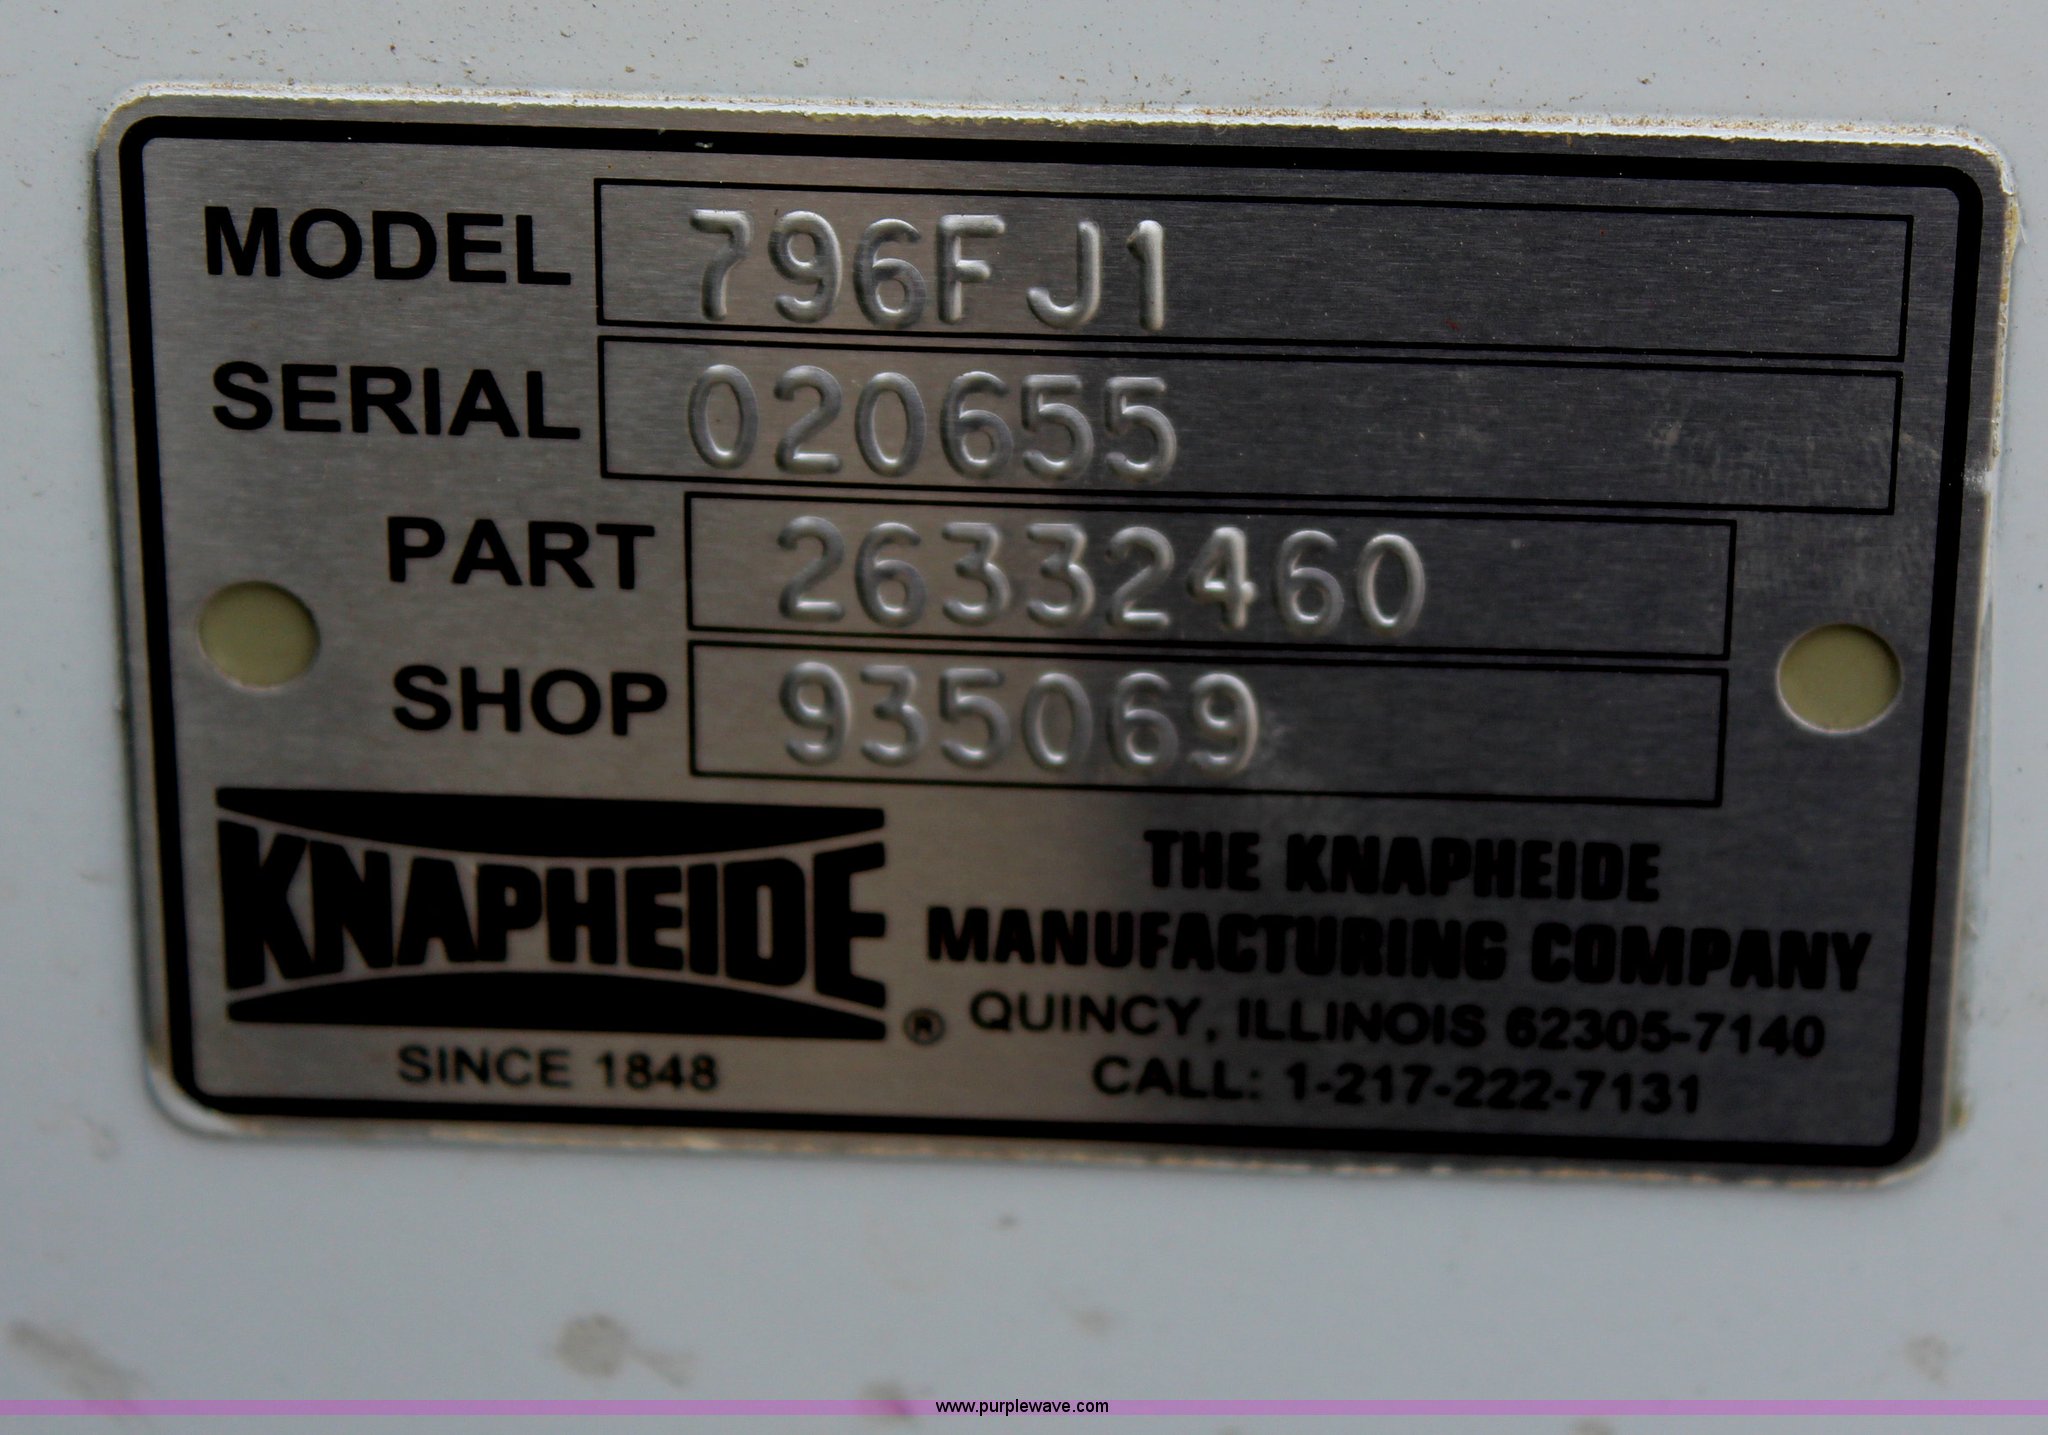 MODEL 796FJ1
SERIAL 020655
PART 26332460
SHOP 935069
KNAPHEIDE ®
SINCE 1848
THE KNAPHEIDE
MANUFACTURING COMPANY
QUINCY, ILLINOIS 62305-7140
CALL: 1-217-222-7131
www.purplewave.com